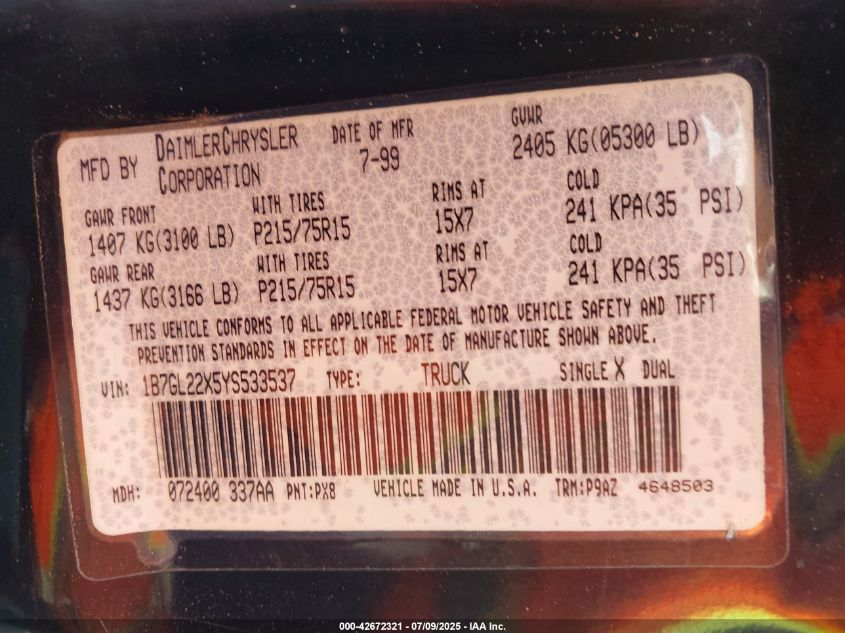 MFD BY DAIMLERCHRYSLER CORPORATION DATE OF MFR 7-99 GVWR 2405 KG(05300 LB)
GAWR FRONT WITH TIRES RIMS AT COLD
1407 KG(3100 LB) P215/75R15 15X7 241 KPA(35 PSI)
GAWR REAR WITH TIRES RIMS AT COLD
1437 KG(3166 LB) P215/75R15 15X7 241 KPA(35 PSI)
THIS VEHICLE CONFORMS TO ALL APPLICABLE FEDERAL MOTOR VEHICLE SAFETY AND THEFT
PREVENTION STANDARDS IN EFFECT ON THE DATE OF MANUFACTURE SHOWN ABOVE.
VIN: 1B7GL22X5YS533537 TYPE: TRUCK SINGLE X DUAL
MDH: 072400 337AA PNT:PX8 VEHICLE MADE IN U.S.A. TRM:P9AZ 4648503
000-42672321 - 07/09/2025 - IAA Inc.